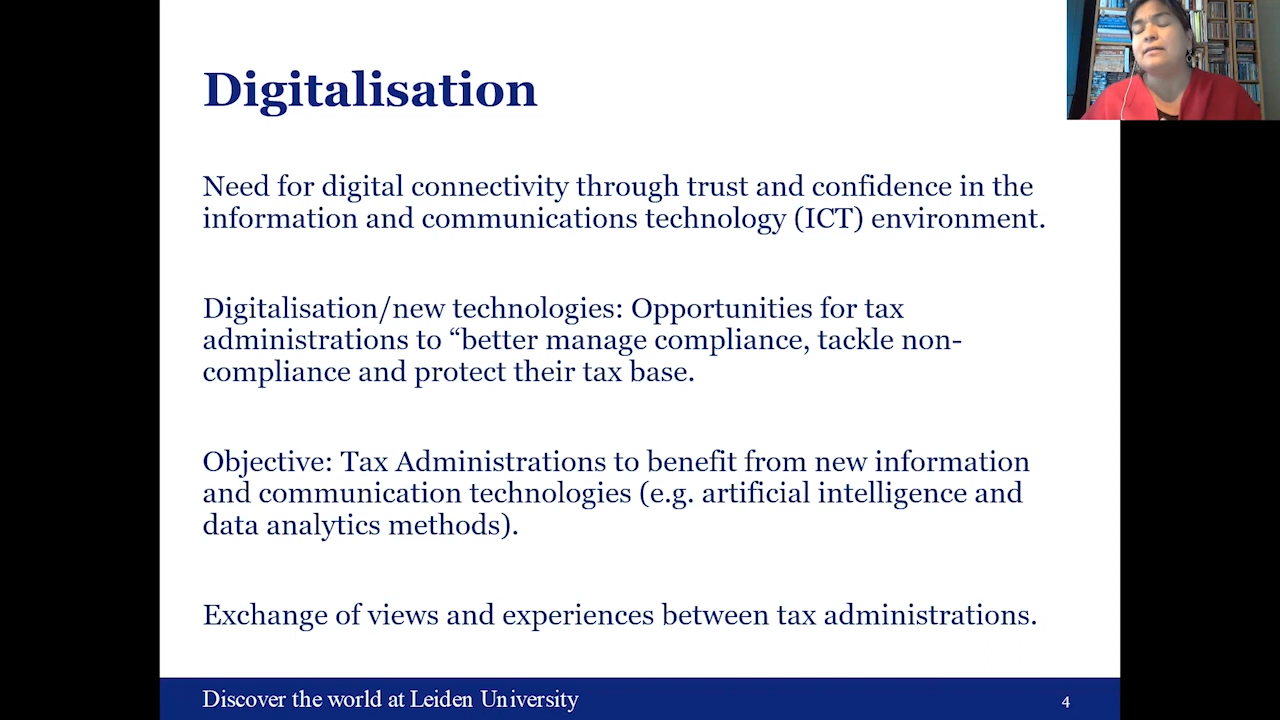 Digitalisation
Need for digital connectivity through trust and confidence in the
information and communications technology (ICT) environment.
Digitalisation/new technologies: Opportunities for tax
administrations to “better manage compliance, tackle non-
compliance and protect their tax base.
Objective: Tax Administrations to benefit from new information
and communication technologies (e.g. artificial intelligence and
data analytics methods).
Exchange of views and experiences between tax administrations.
Discover the world at Leiden University
4